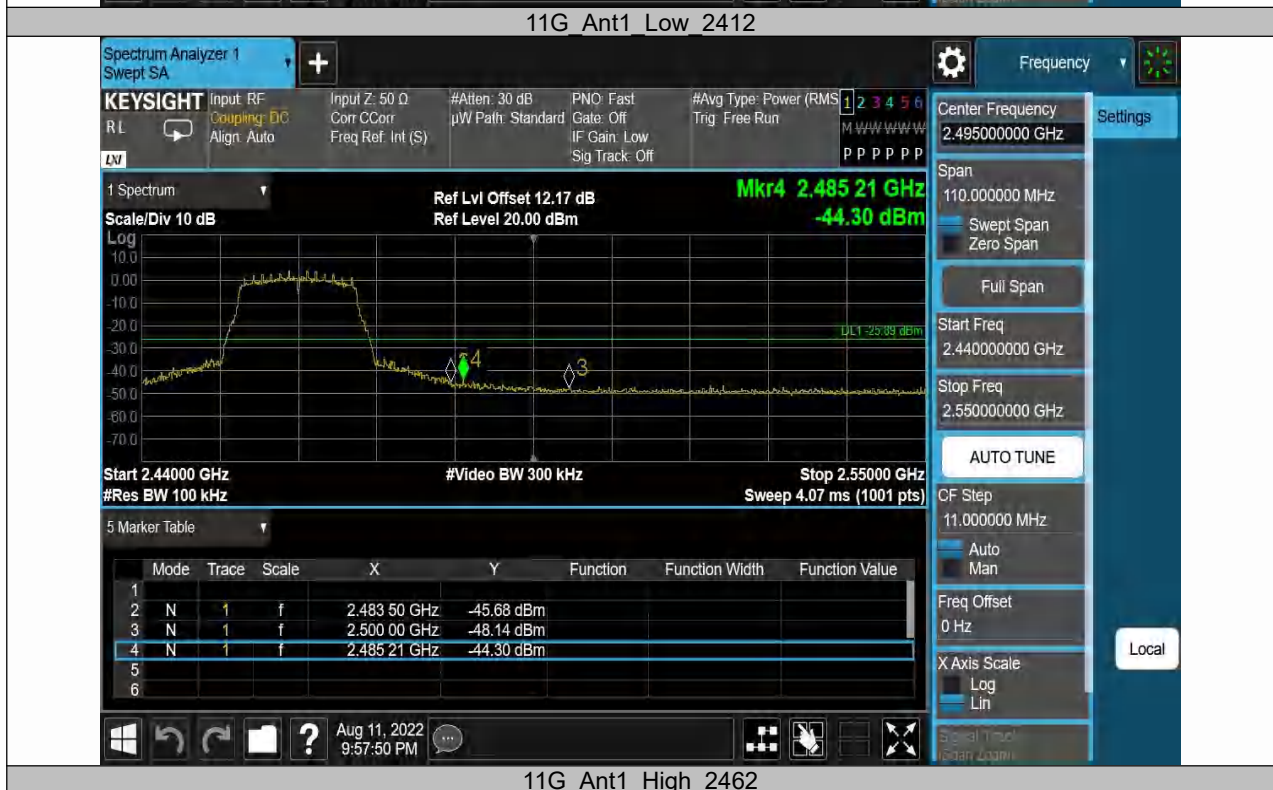 11G_Ant1_Low_2412
Spectrum Analyzer 1
Swept SA
Frequency
KEYSIGHT
RL
LXI
Input: RF
Coupling: DC
Align: Auto
Input Z: 50 Ω
Corr CCorr
Freq Ref: Int (S)
#Atten: 30 dB
µW Path: Standard
PNO: Fast
Gate: Off
IF Gain: Low
Sig Track: Off
#Avg Type: Power (RMS
Trig: Free Run
1 2 3 4 5 6
M W W W W W
P P P P P P
1 Spectrum
Scale/Div 10 dB
Ref Lvl Offset 12.17 dB
Ref Level 20.00 dBm
Mkr4 2.485 21 GHz
-44.30 dBm
Log
10.0
0.00
-10.0
-20.0
-30.0
-40.0
-50.0
-60.0
-70.0
DL1 -25.89 dBm
4
3
Start 2.44000 GHz
#Res BW 100 kHz
#Video BW 300 kHz
Stop 2.55000 GHz
Sweep 4.07 ms (1001 pts)
5 Marker Table
Mode Trace Scale X Y Function Function Width Function Value
1
2 N 1 f 2.483 50 GHz -45.68 dBm
3 N 1 f 2.500 00 GHz -48.14 dBm
4 N 1 f 2.485 21 GHz -44.30 dBm
5
6
Aug 11, 2022
9:57:50 PM
Center Frequency
2.495000000 GHz
Settings
Span
110.000000 MHz
Swept Span
Zero Span
Full Span
Start Freq
2.440000000 GHz
Stop Freq
2.550000000 GHz
AUTO TUNE
CF Step
11.000000 MHz
Auto
Man
Freq Offset
0 Hz
X Axis Scale
Log
Lin
Local
Signal Track
(Span Zoom)
11G_Ant1_High_2462